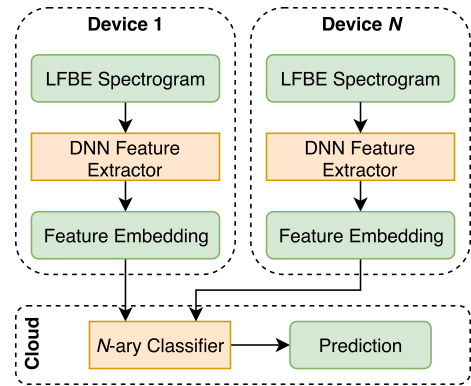 Device 1
LFBE Spectrogram
DNN Feature
Extractor
Feature Embedding
Device N
LFBE Spectrogram
DNN Feature
Extractor
Feature Embedding
Cloud
N-ary Classifier
Prediction